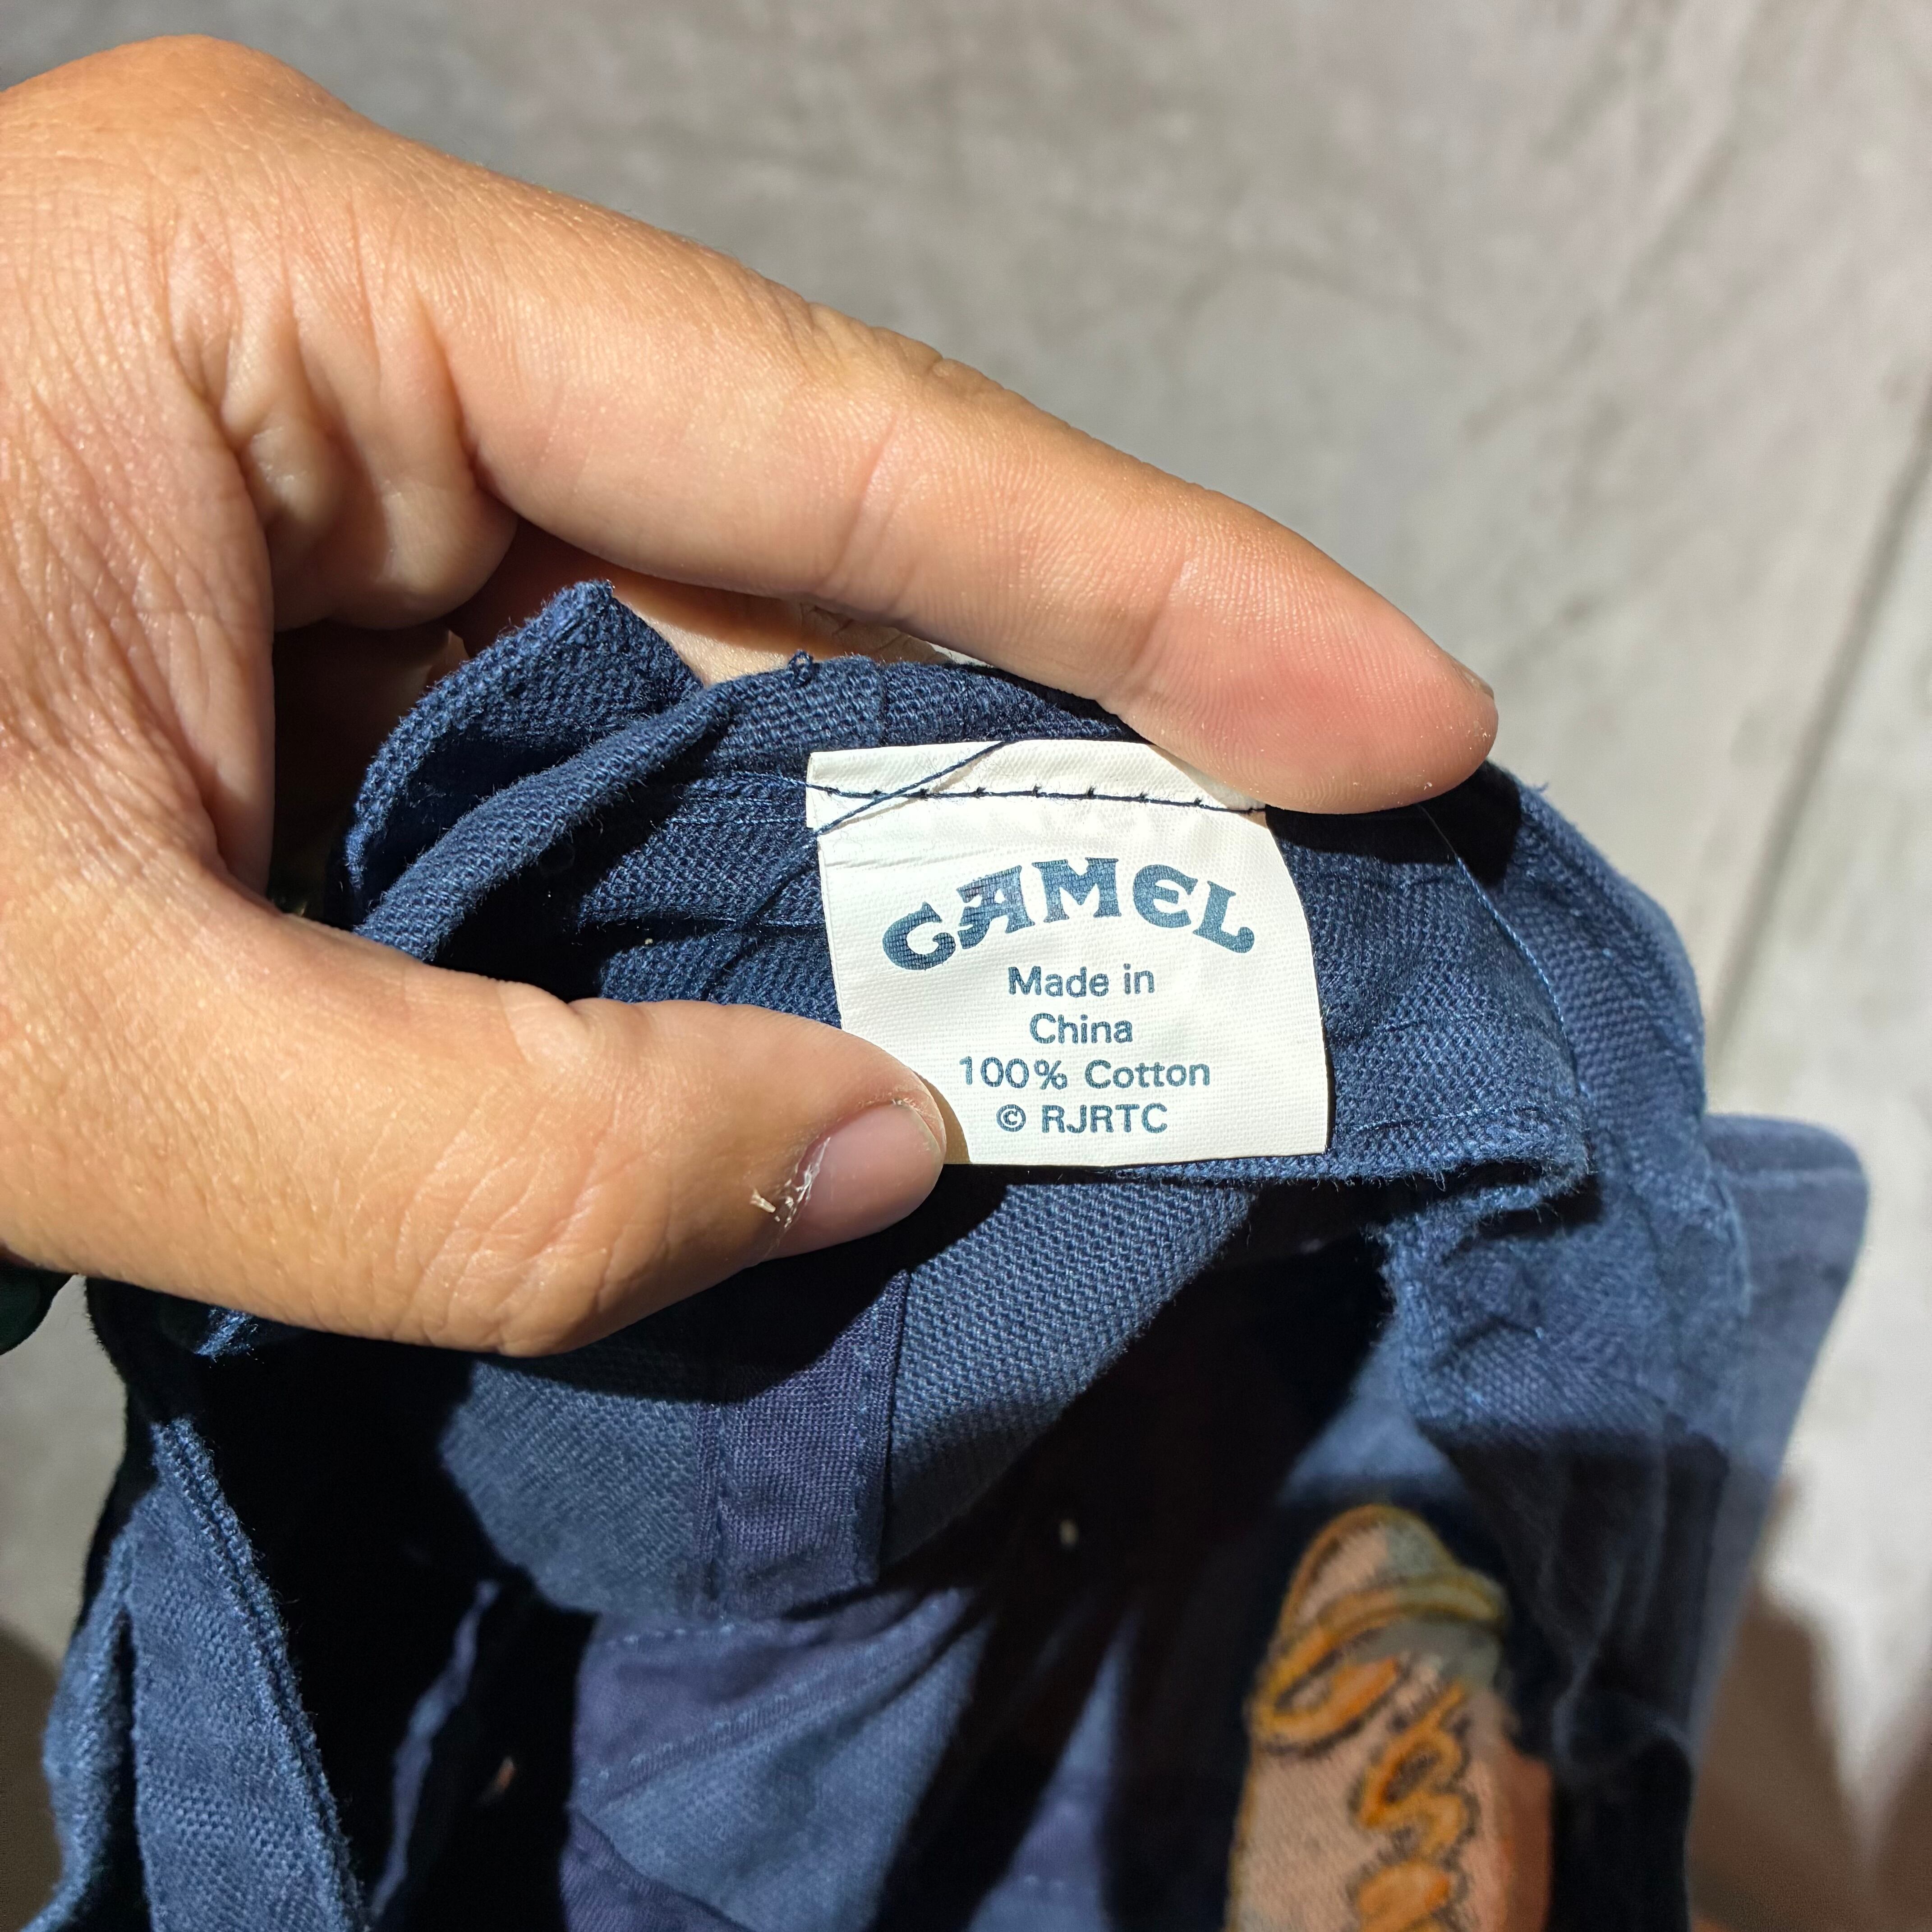 CAMEL
Made in
China
100% Cotton
© RJRTC